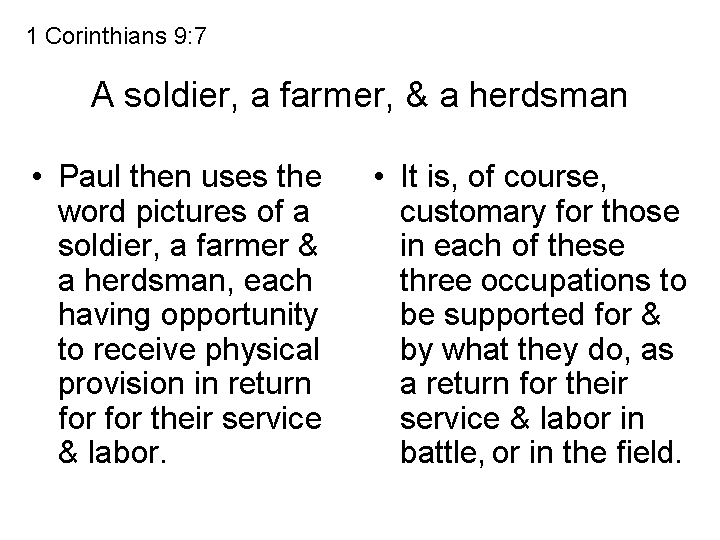 1 Corinthians 9:7
A soldier, a farmer, & a herdsman
• Paul then uses the
word pictures of a
soldier, a farmer &
a herdsman, each
having opportunity
to receive physical
provision in return
for for their service
& labor.
• It is, of course,
customary for those
in each of these
three occupations to
be supported for &
by what they do, as
a return for their
service & labor in
battle, or in the field.